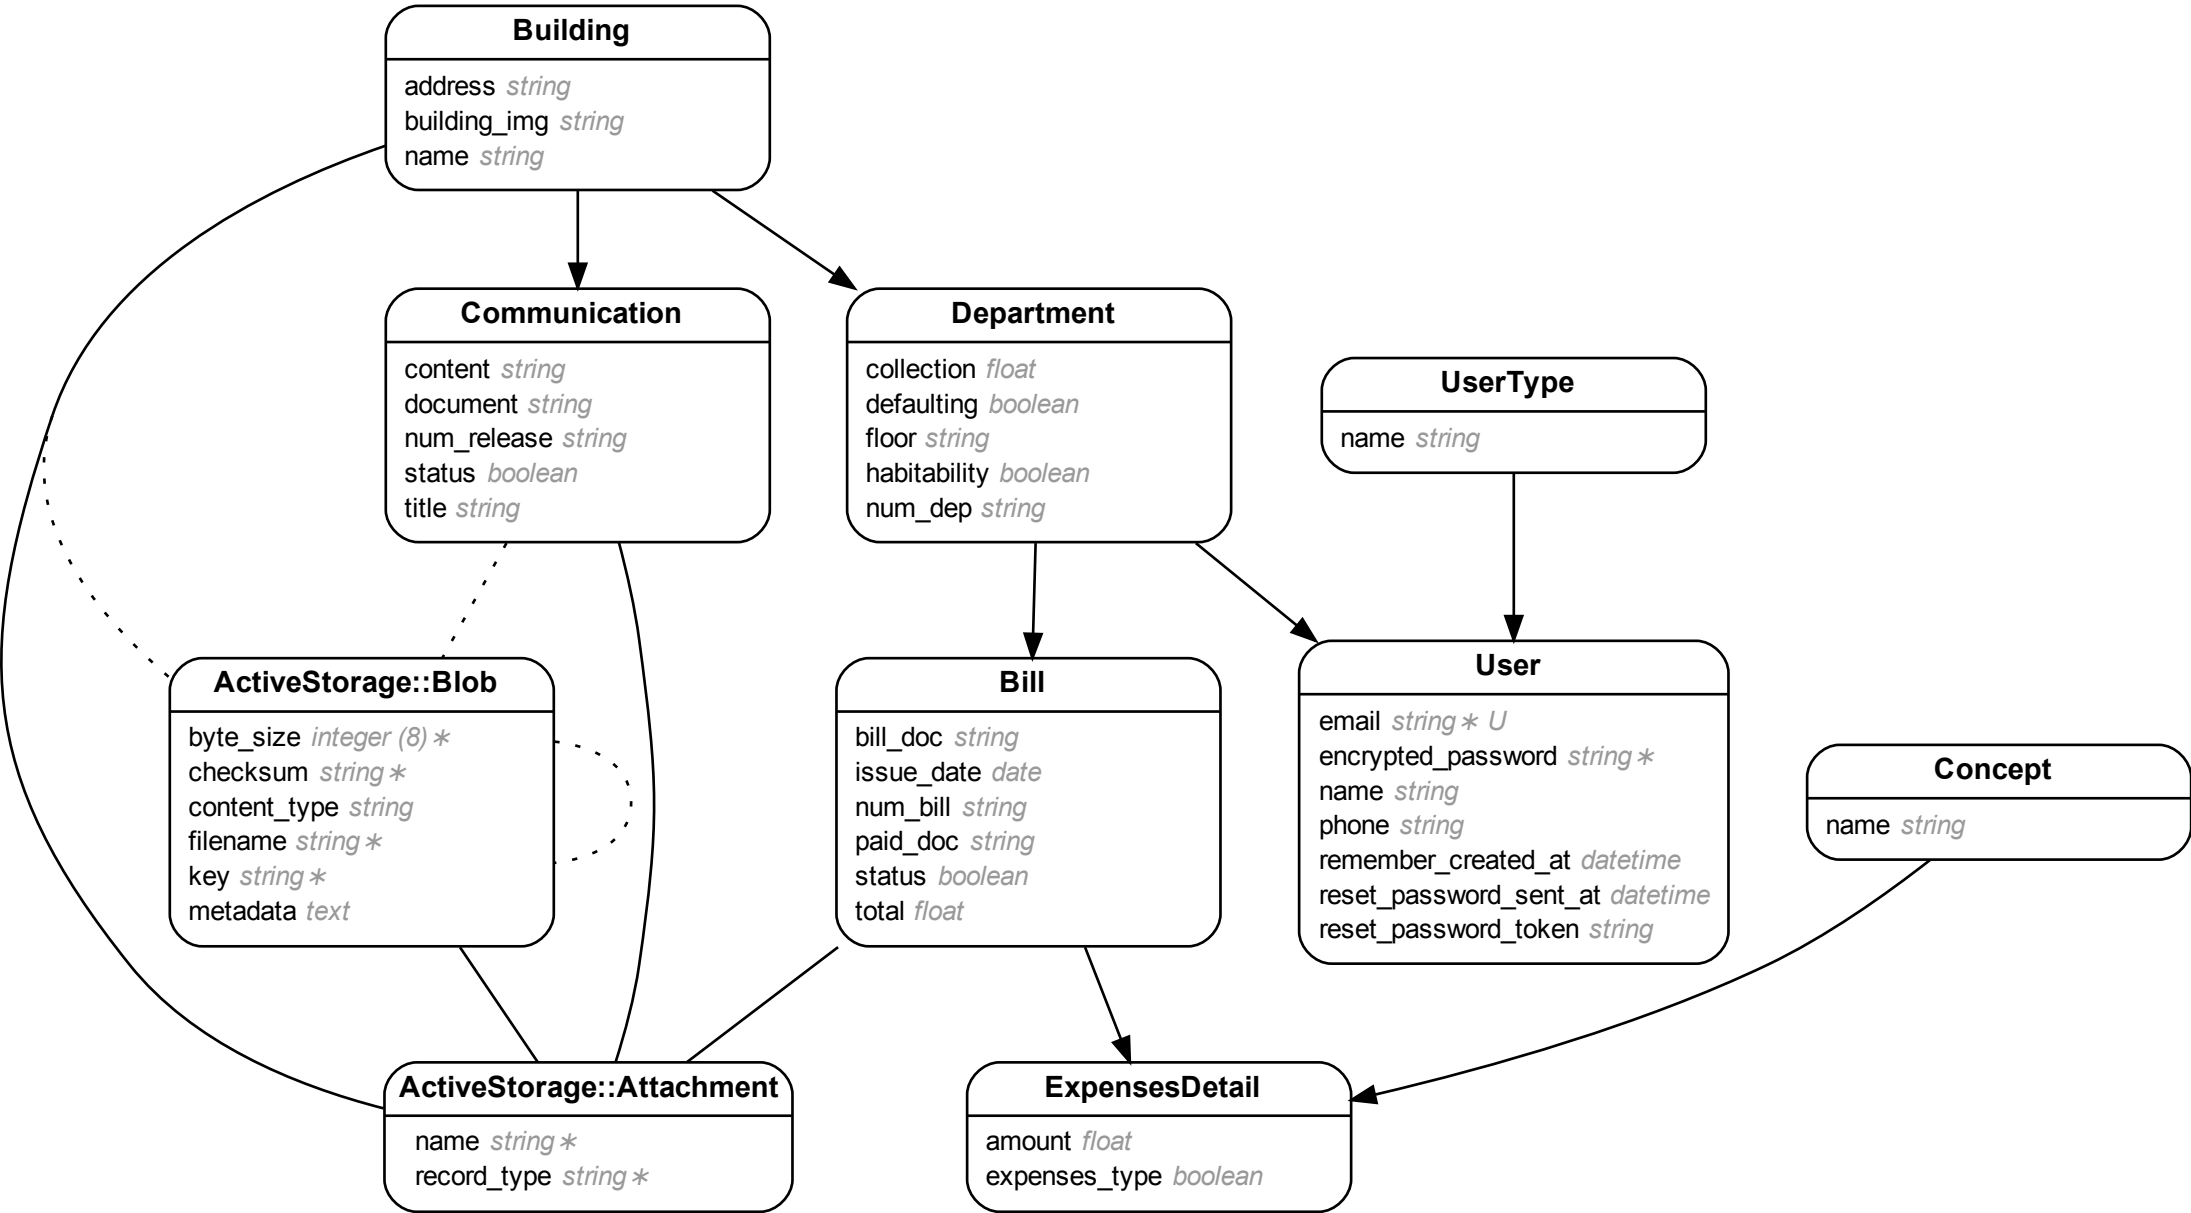 Building
address string
building_img string
name string
Communication
content string
document string
num_release string
status boolean
title string
Department
collection float
defaulting boolean
floor string
habitability boolean
num_dep string
UserType
name string
ActiveStorage::Blob
byte_size integer (8) ∗
checksum string ∗
content_type string
filename string ∗
key string ∗
metadata text
Bill
bill_doc string
issue_date date
num_bill string
paid_doc string
status boolean
total float
User
email string ∗ U
encrypted_password string ∗
name string
phone string
remember_created_at datetime
reset_password_sent_at datetime
reset_password_token string
Concept
name string
ActiveStorage::Attachment
name string ∗
record_type string ∗
ExpensesDetail
amount float
expenses_type boolean